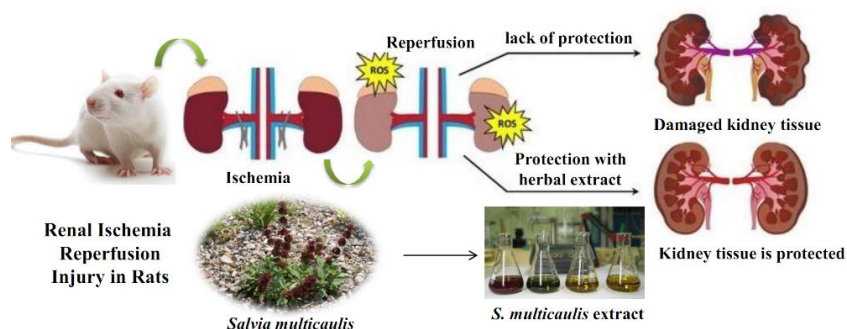 Reperfusion
lack of protection
ROS
ROS
Damaged kidney tissue
Ischemia
Protection with
herbal extract
Renal Ischemia
Reperfusion
Injury in Rats
Kidney tissue is protected
Salvia multicaulis
S. multicaulis extract